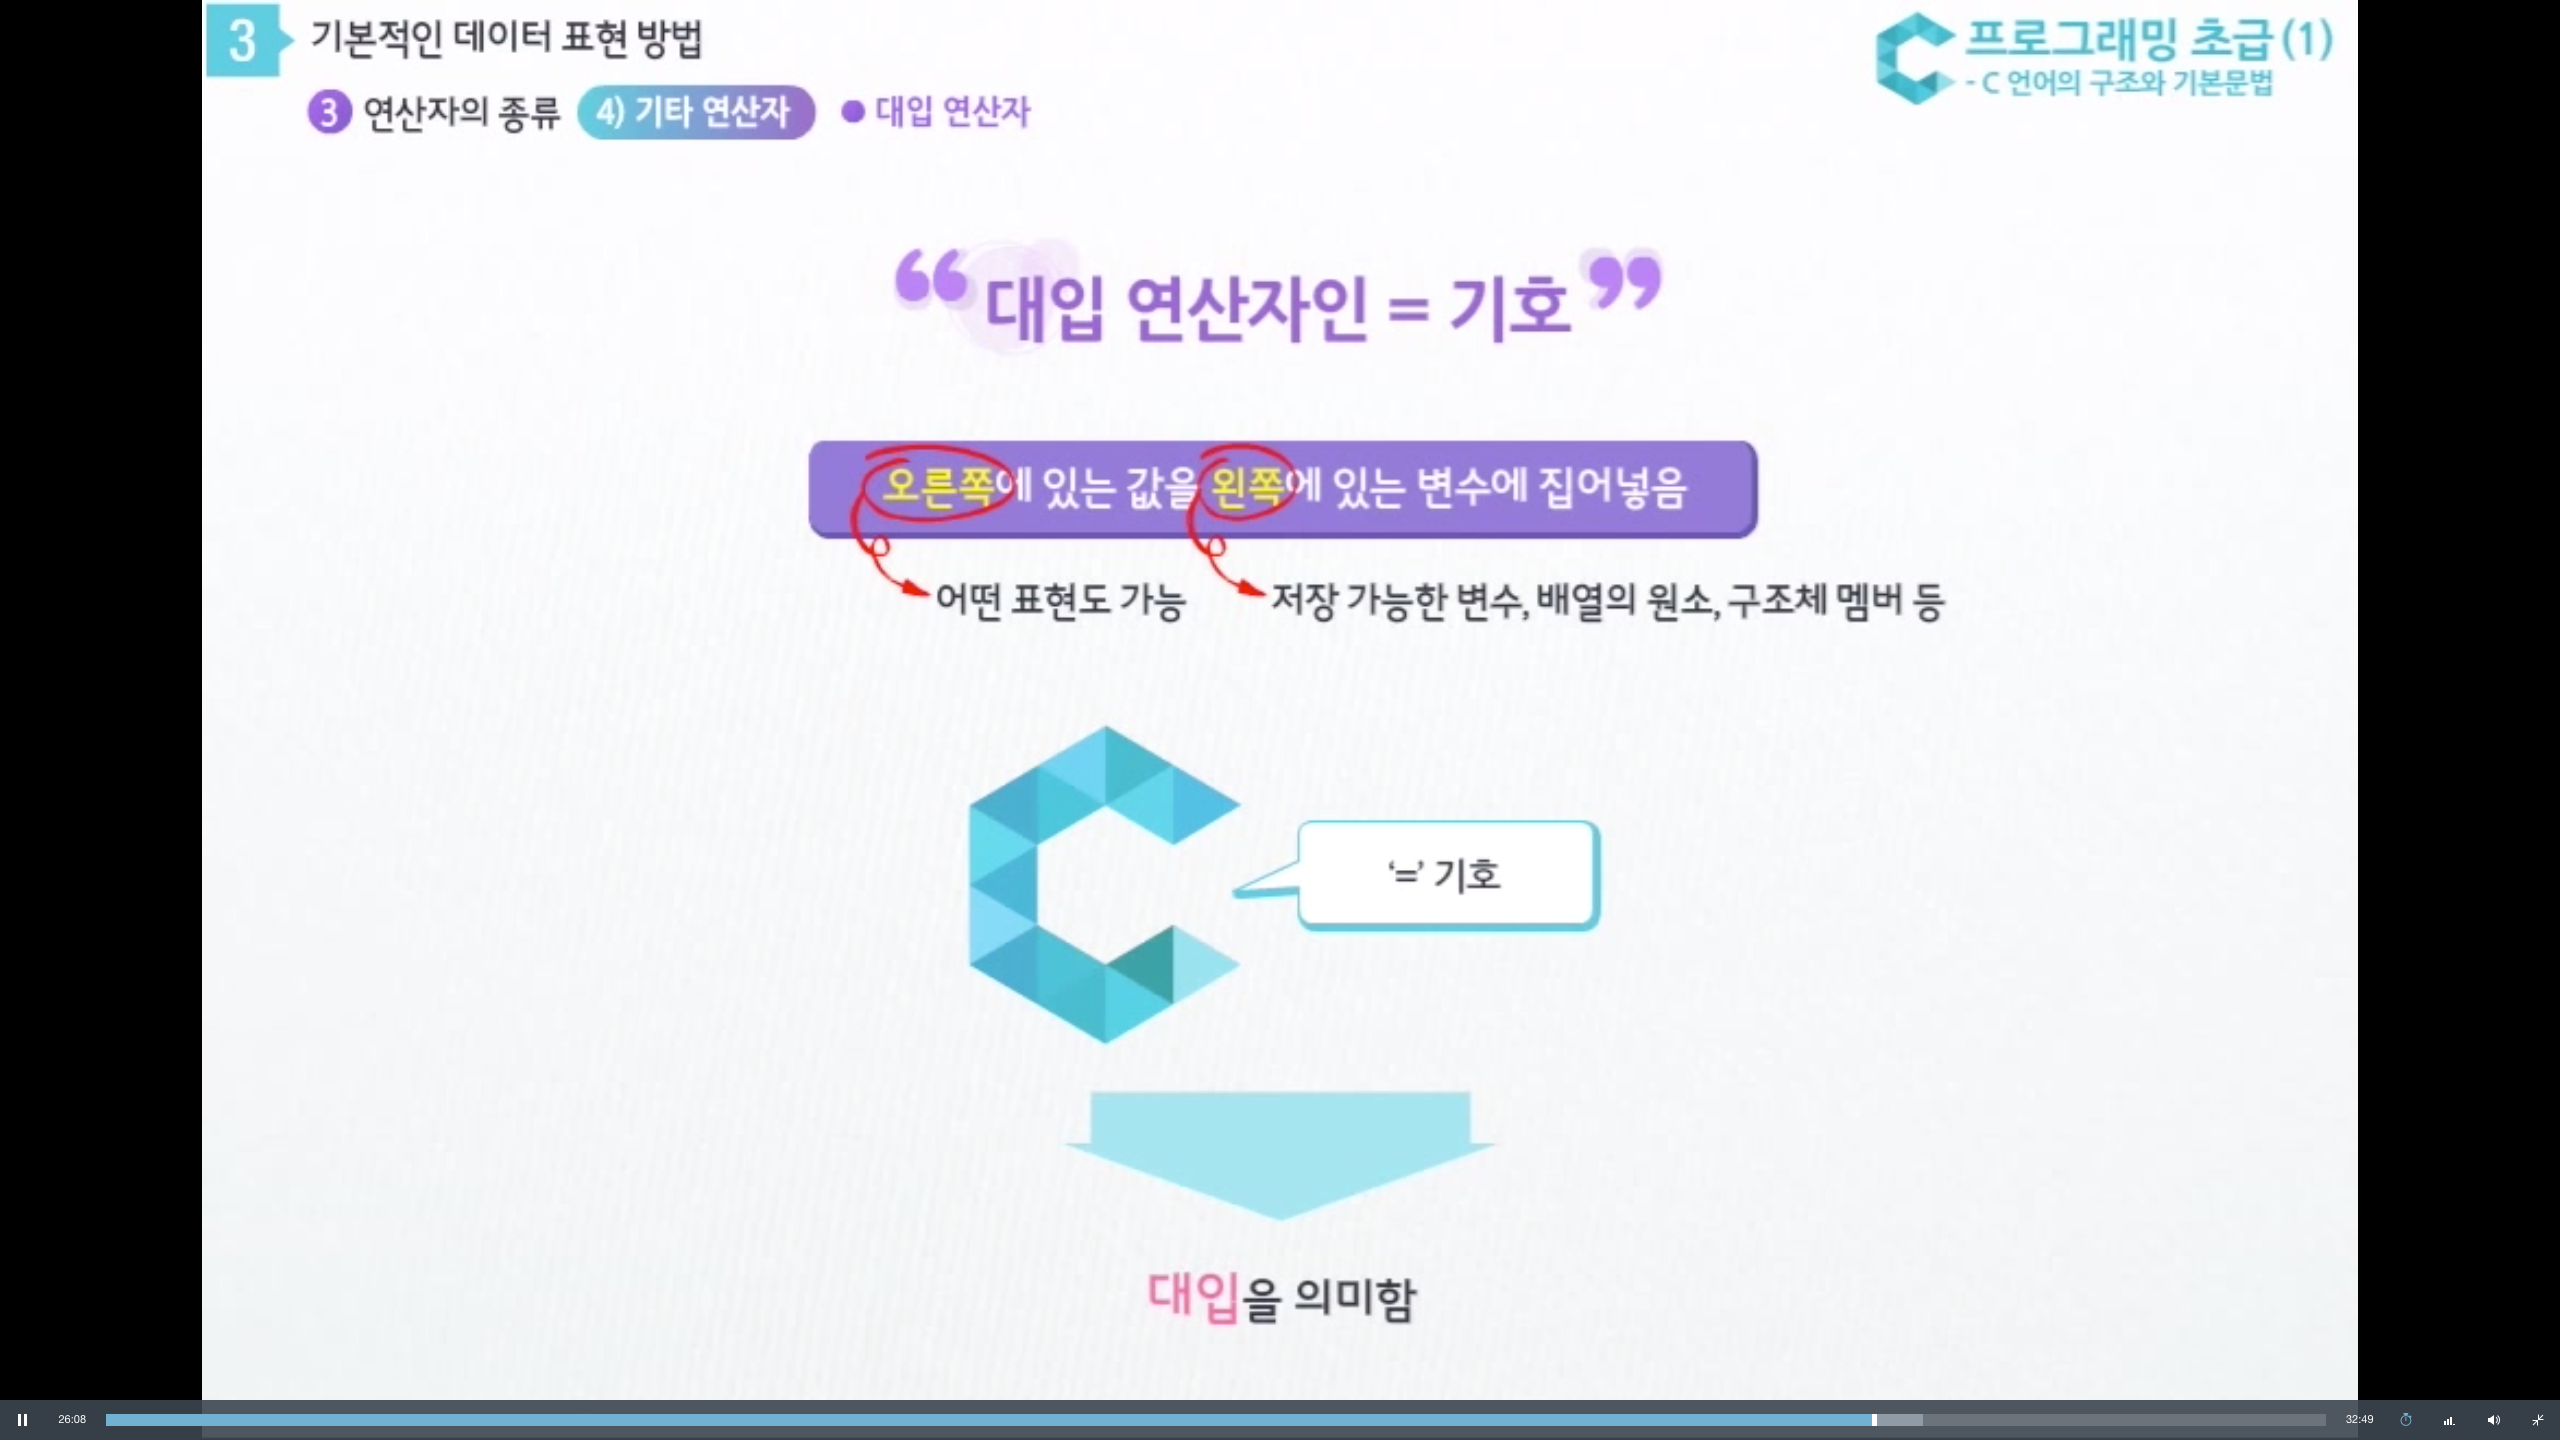 3 기본적인 데이터 표현 방법
C 프로그래밍 초급(1)
- C 언어의 구조와 기본문법
3 연산자의 종류 4) 기타 연산자 ● 대입 연산자
“ 대입 연산자인 = 기호 ”
오른쪽에 있는 값을 왼쪽에 있는 변수에 집어넣음
어떤 표현도 가능 저장 가능한 변수, 배열의 원소, 구조체 멤버 등
C
‘=’ 기호
대입을 의미함
26:08 32:49